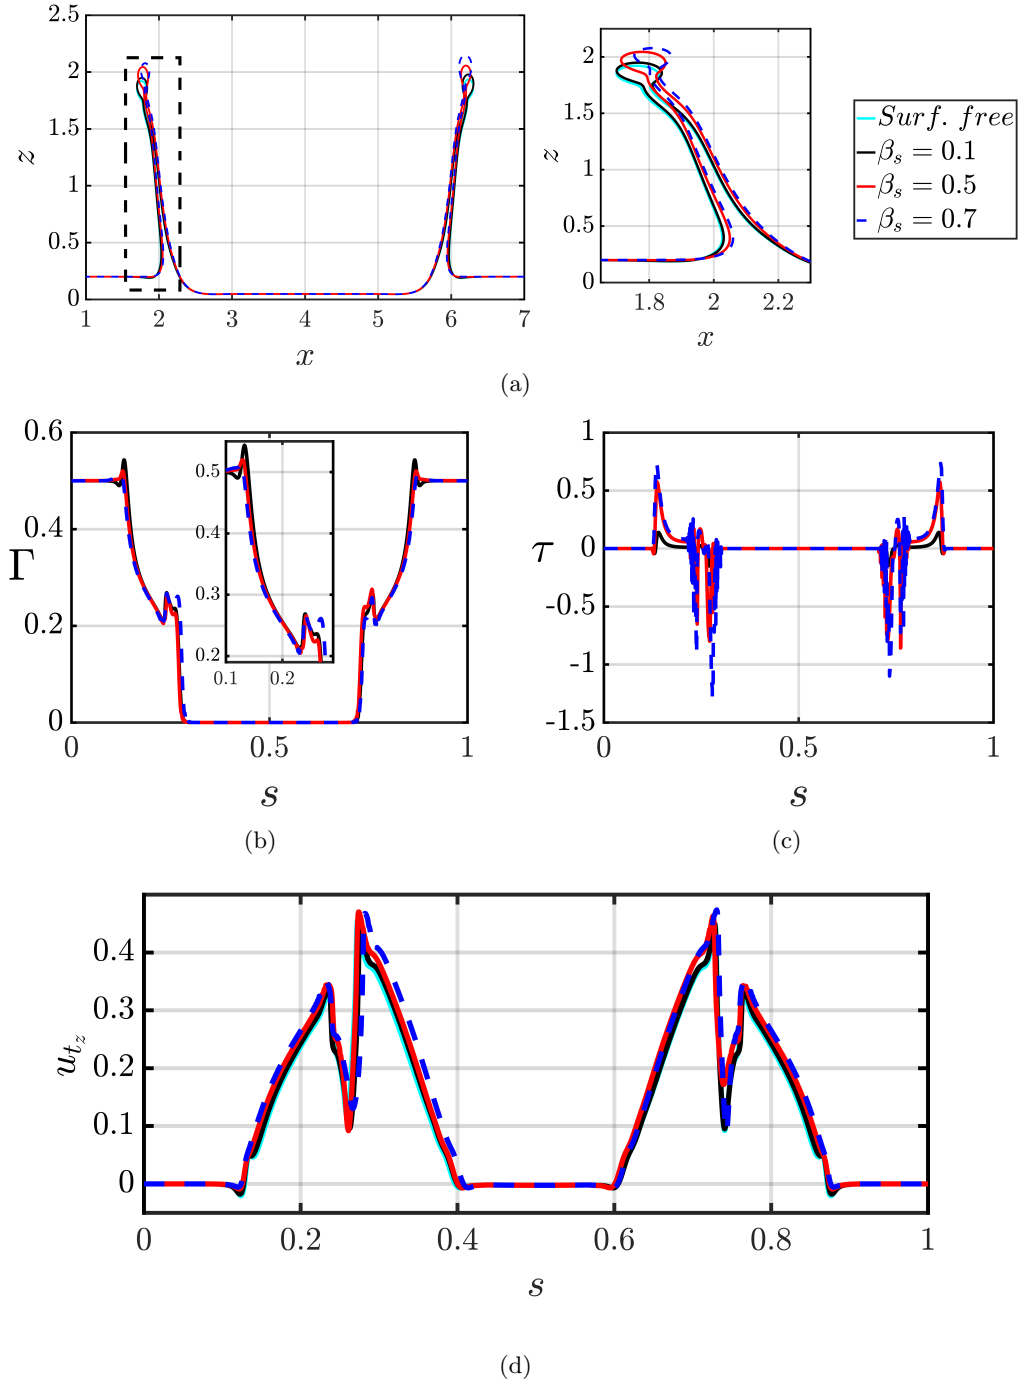 2.5
2
1.5
1
0.5
0
z
1 2 3 4 5 6 7
x
2
1.5
1
0.5
0
z
1.8 2 2.2
x
Surf. free
β_s = 0.1
β_s = 0.5
β_s = 0.7
(a)
0.6
0.4
0.2
0
Γ
0.5
0.4
0.3
0.2
0.1 0.2
0 0.5 1
s
(b)
1
0.5
0
-0.5
-1
-1.5
τ
0 0.5 1
s
(c)
0.4
0.3
0.2
0.1
0
u_{t_z}
0 0.2 0.4 0.6 0.8 1
s
(d)